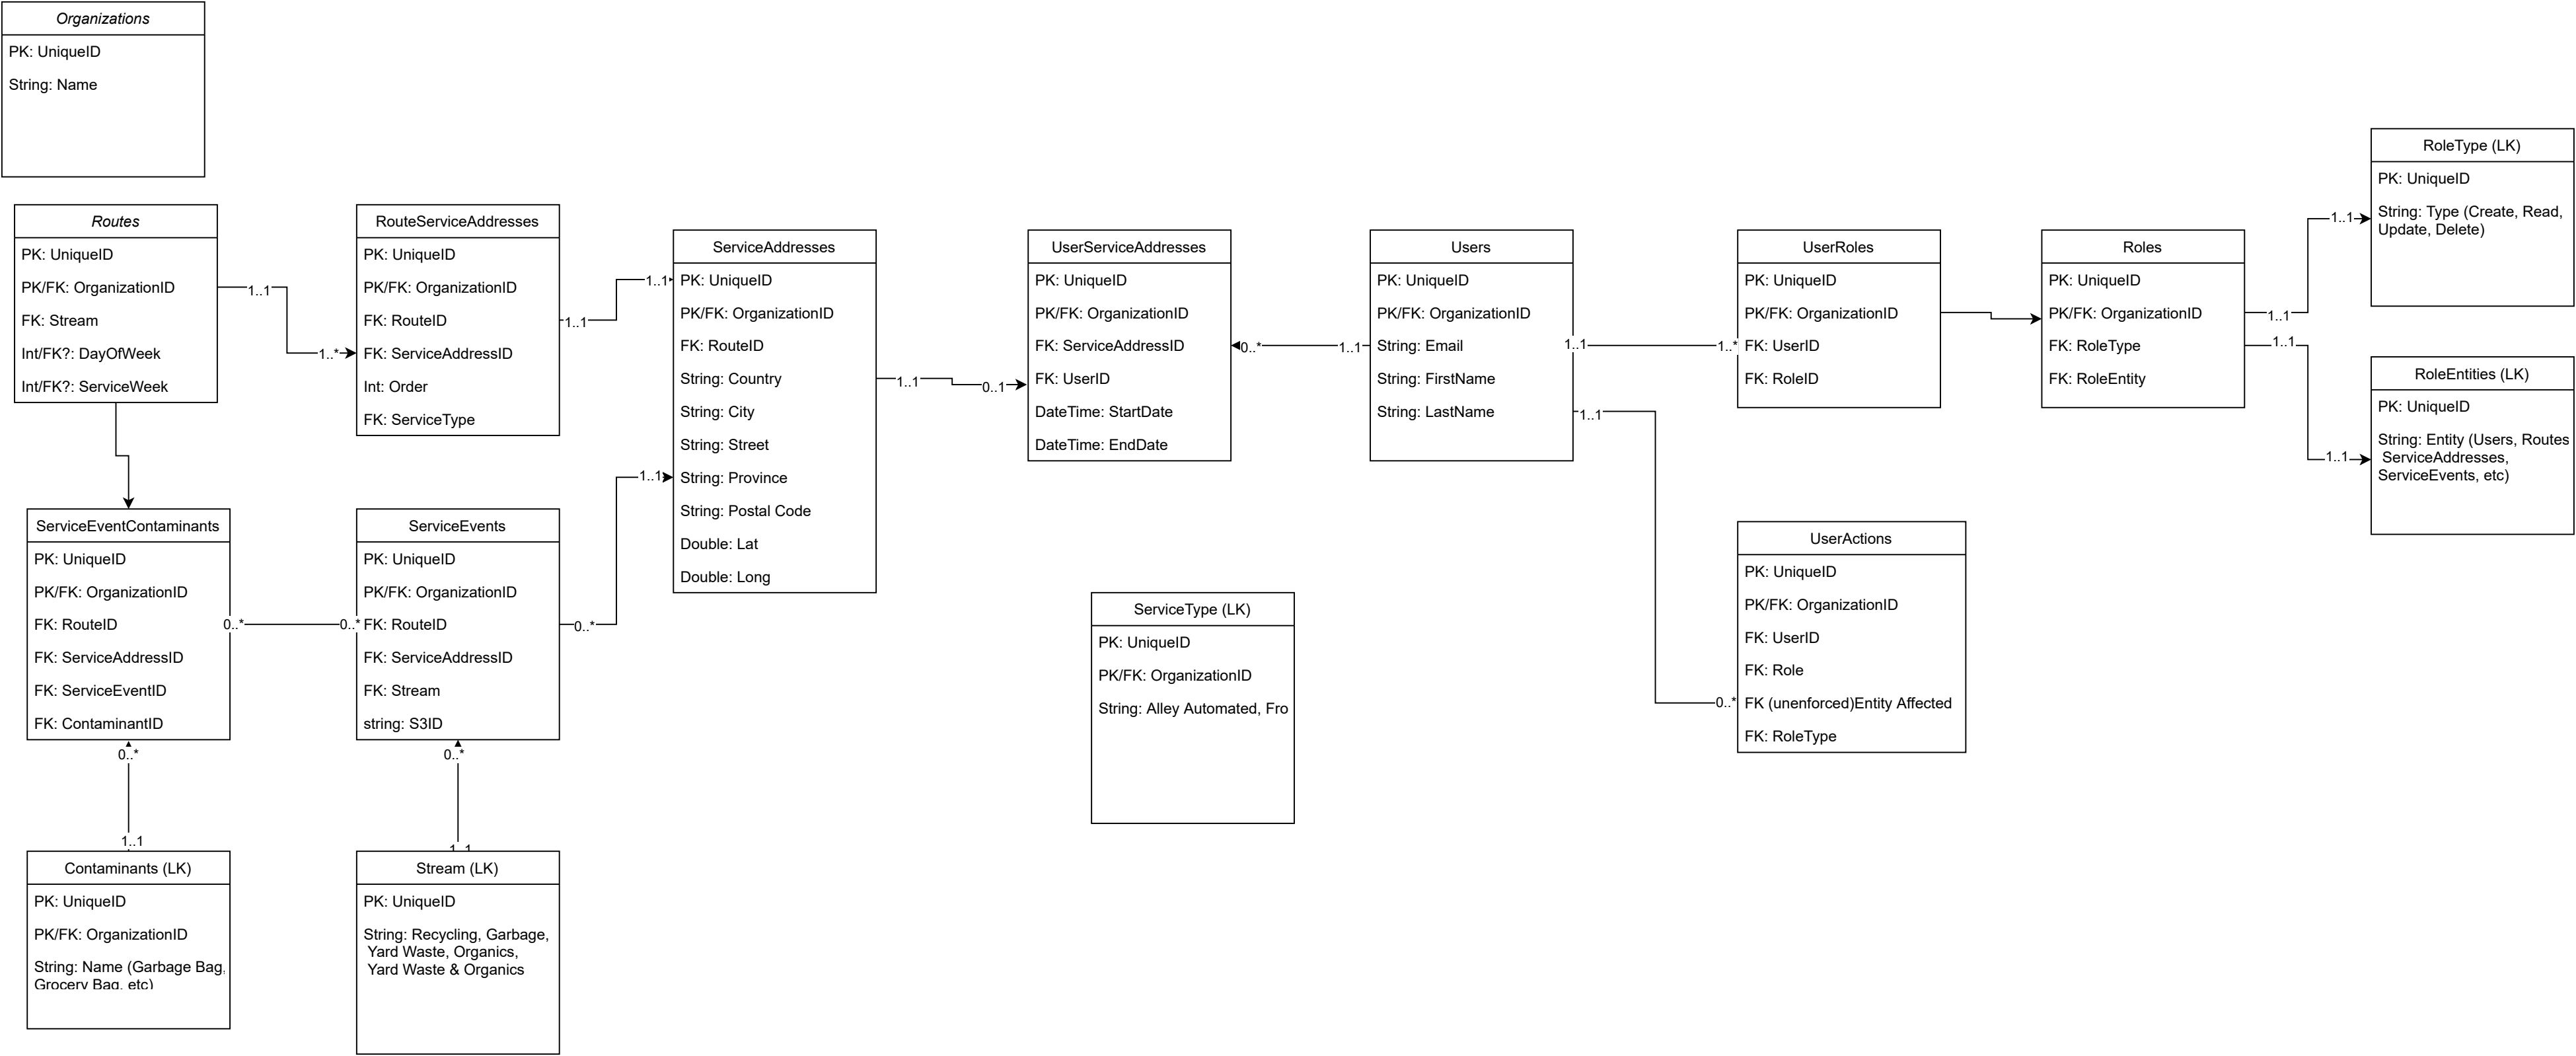 Organizations
PK: UniqueID
String: Name
Routes
PK: UniqueID
PK/FK: OrganizationID
FK: Stream
Int/FK?: DayOfWeek
Int/FK?: ServiceWeek
1..1
1..*
RouteServiceAddresses
PK: UniqueID
PK/FK: OrganizationID
FK: RouteID
FK: ServiceAddressID
Int: Order
FK: ServiceType
1..1
1..1
ServiceAddresses
PK: UniqueID
PK/FK: OrganizationID
FK: RouteID
String: Country
String: City
String: Street
String: Province
String: Postal Code
Double: Lat
Double: Long
1..1
0..1
UserServiceAddresses
PK: UniqueID
PK/FK: OrganizationID
FK: ServiceAddressID
FK: UserID
DateTime: StartDate
DateTime: EndDate
0..*
1..1
Users
PK: UniqueID
PK/FK: OrganizationID
String: Email
String: FirstName
String: LastName
1..1
1..*
1..1
0..*
UserRoles
PK: UniqueID
PK/FK: OrganizationID
FK: UserID
FK: RoleID
Roles
PK: UniqueID
PK/FK: OrganizationID
FK: RoleType
FK: RoleEntity
1..1
1..1
1..1
1..1
RoleType (LK)
PK: UniqueID
String: Type (Create, Read,
Update, Delete)
RoleEntities (LK)
PK: UniqueID
String: Entity (Users, Routes
ServiceAddresses,
ServiceEvents, etc)
ServiceEventContaminants
PK: UniqueID
PK/FK: OrganizationID
FK: RouteID
FK: ServiceAddressID
FK: ServiceEventID
FK: ContaminantID
0..*
0..*
ServiceEvents
PK: UniqueID
PK/FK: OrganizationID
FK: RouteID
FK: ServiceAddressID
FK: Stream
string: S3ID
0..*
1..1
ServiceType (LK)
PK: UniqueID
PK/FK: OrganizationID
String: Alley Automated, Fro
UserActions
PK: UniqueID
PK/FK: OrganizationID
FK: UserID
FK: Role
FK (unenforced)Entity Affected
FK: RoleType
0..*
1..1
Contaminants (LK)
PK: UniqueID
PK/FK: OrganizationID
String: Name (Garbage Bag,
Grocery Bag, etc)
0..*
1..1
Stream (LK)
PK: UniqueID
String: Recycling, Garbage,
Yard Waste, Organics,
Yard Waste & Organics